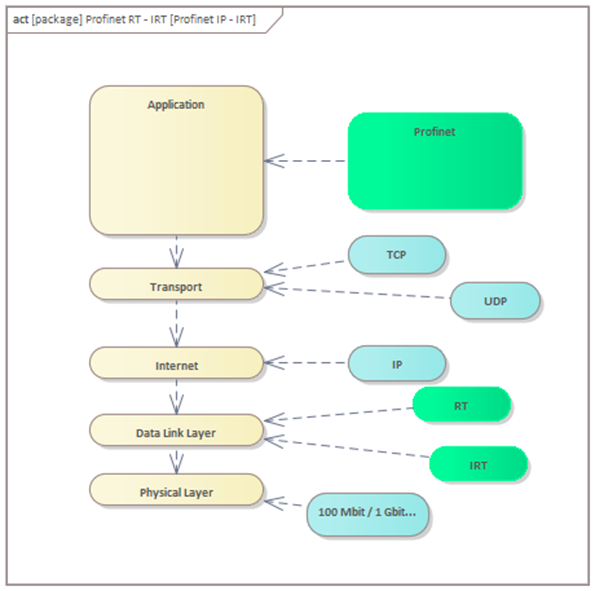 act [package] Profinet RT - IRT [Profinet IP - IRT]
Application
Profinet
TCP
Transport
UDP
Internet
IP
RT
Data Link Layer
IRT
Physical Layer
100 Mbit / 1 Gbit...